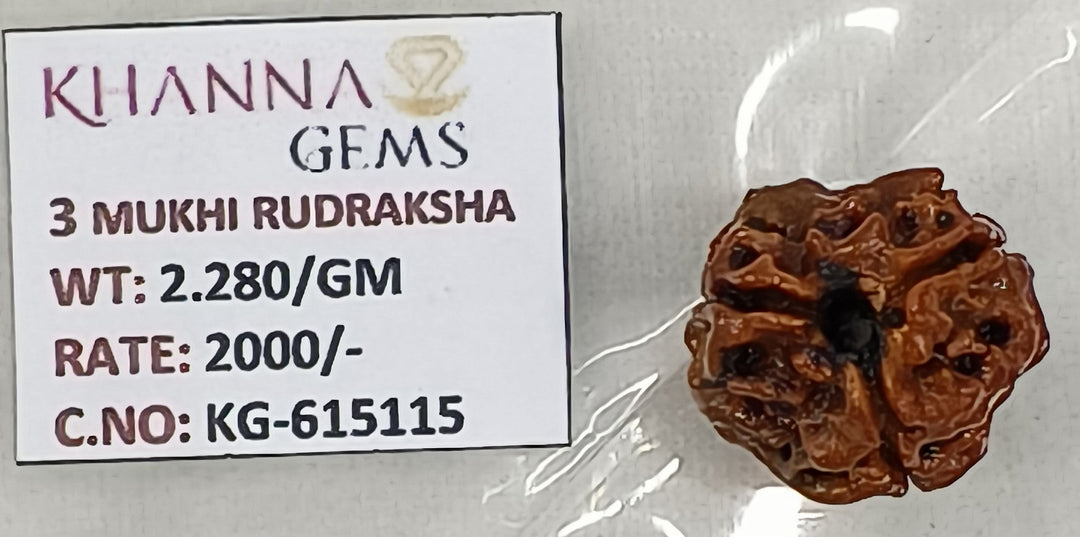 KHANNA
GEMS
3 MUKHI RUDRAKSHA
WT: 2.280/GM
RATE: 2000/-
C.NO: KG-615115